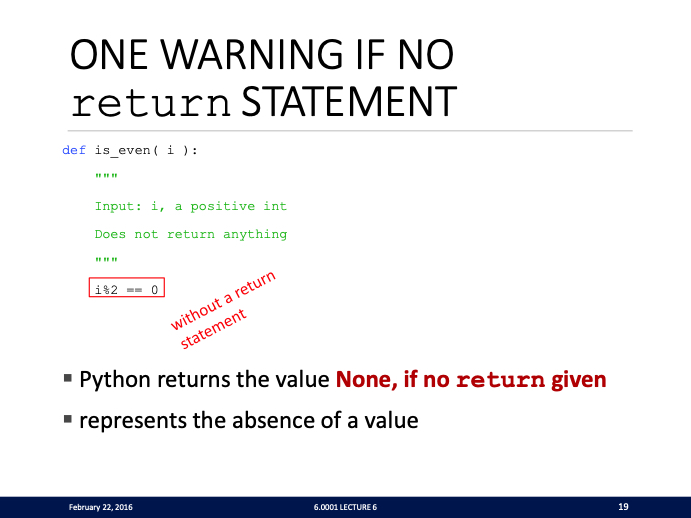 ONE WARNING IF NO
return STATEMENT
def is_even( i ):
"""
Input: i, a positive int
Does not return anything
"""
i%2 == 0
without a return
statement
▪ Python returns the value None, if no return given
▪ represents the absence of a value
February 22, 2016
6.0001 LECTURE 6
19